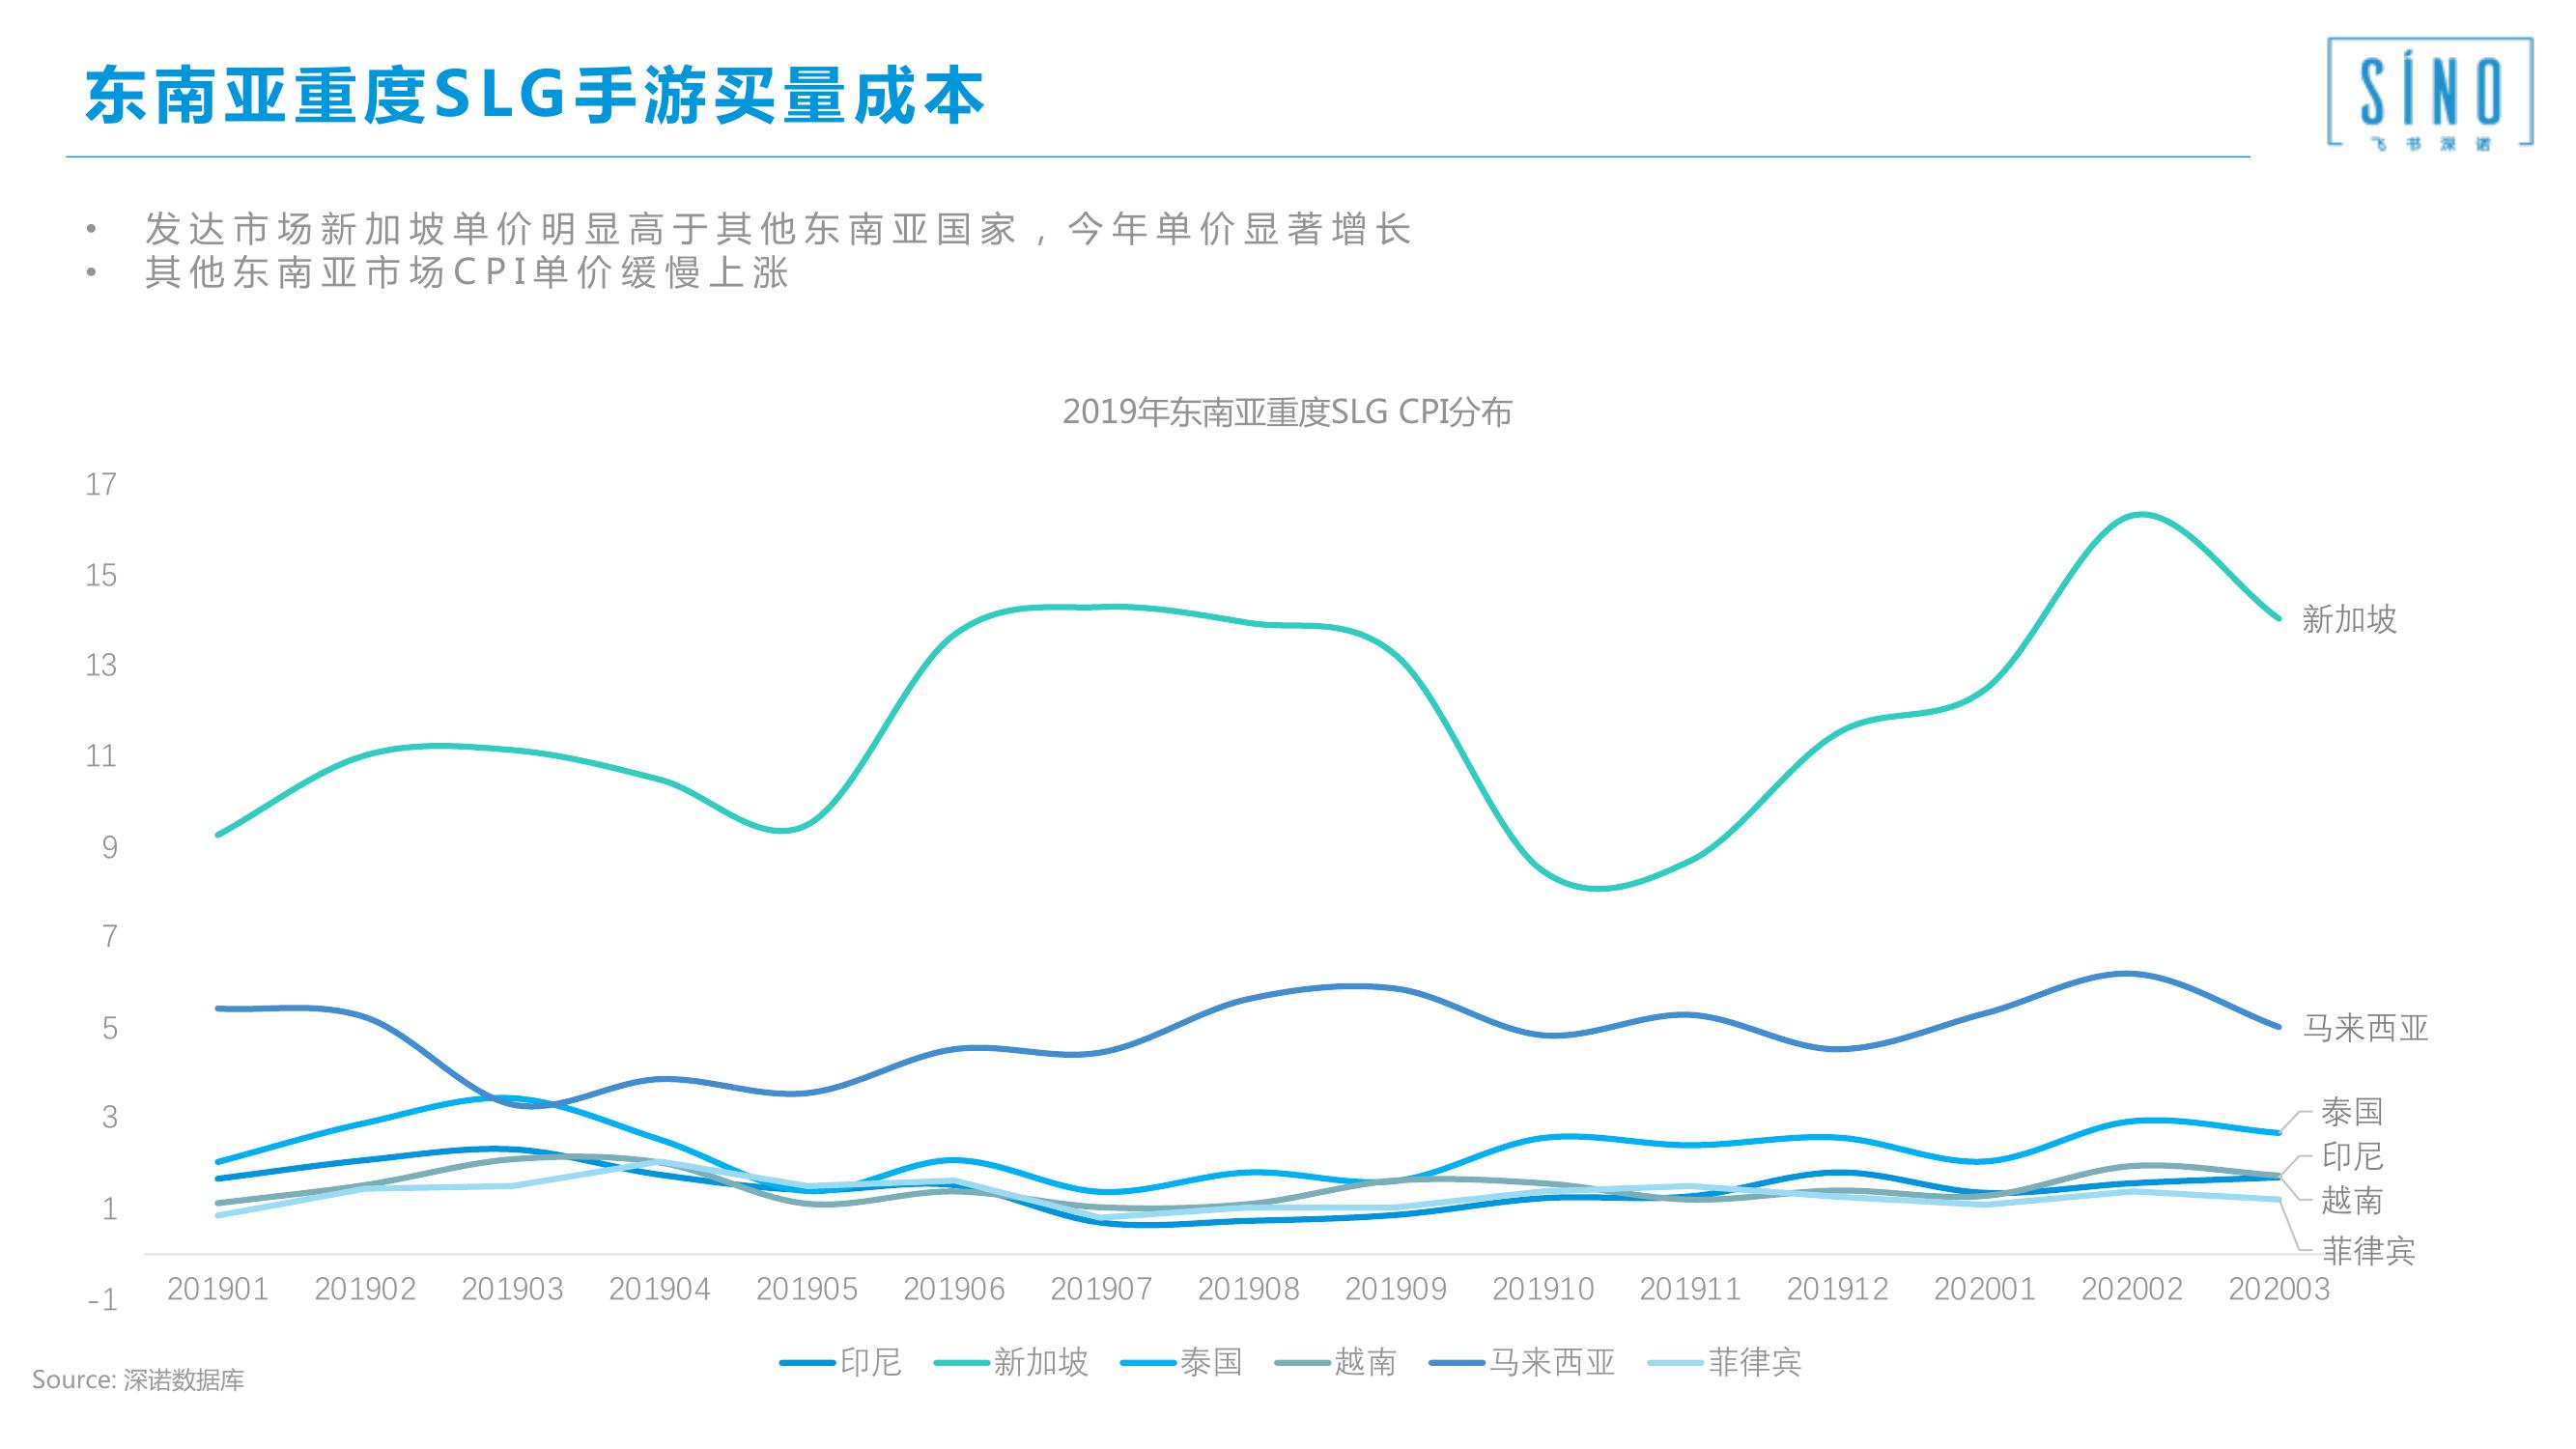 东南亚重度SLG手游买量成本
SÍNO
飞书深诺
• 发达市场新加坡单价明显高于其他东南亚国家，今年单价显著增长
• 其他东南亚市场CPI单价缓慢上涨
2019年东南亚重度SLG CPI分布
17
15
13
11
9
7
5
3
1
-1
新加坡
马来西亚
泰国
印尼
越南
菲律宾
201901 201902 201903 201904 201905 201906 201907 201908 201909 201910 201911 201912 202001 202002 202003
印尼 新加坡 泰国 越南 马来西亚 菲律宾
Source: 深诺数据库